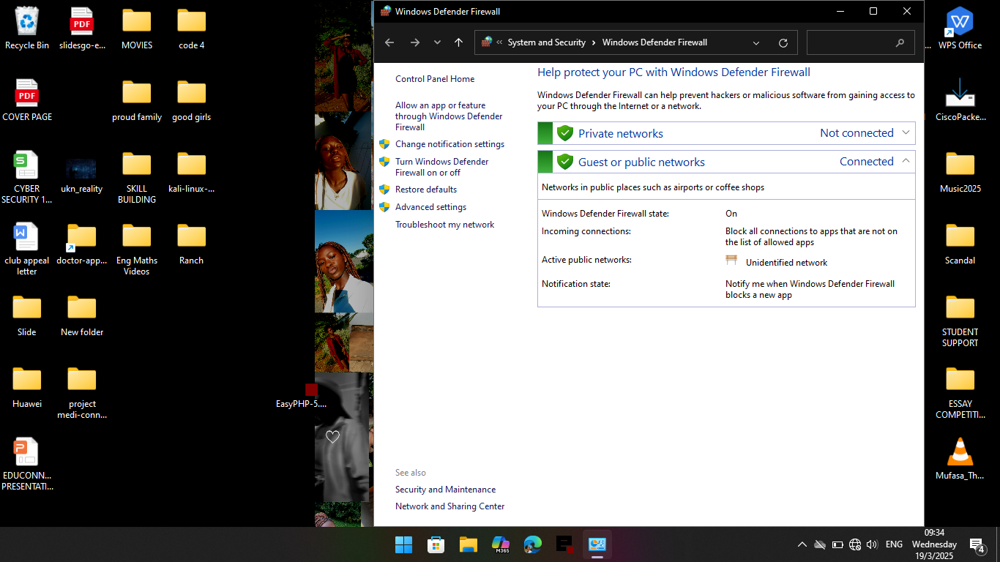 Recycle Bin
slidesgo-e...
MOVIES
code 4
COVER PAGE
proud family
good girls
CYBER
SECURITY 1...
ukn_reality
SKILL
BUILDING
kali-linux-...
club appeal
letter
doctor-app...
Eng Maths
Videos
Ranch
Slide
New folder
Huawei
project
medi-conn...
EasyPHP-5....
EDUCONN...
PRESENTATI...
Windows Defender Firewall
System and Security
Windows Defender Firewall
Control Panel Home
Allow an app or feature
through Windows Defender
Firewall
Change notification settings
Turn Windows Defender
Firewall on or off
Restore defaults
Advanced settings
Troubleshoot my network
See also
Security and Maintenance
Network and Sharing Center
Help protect your PC with Windows Defender Firewall
Windows Defender Firewall can help prevent hackers or malicious software from gaining access to
your PC through the Internet or a network.
Private networks Not connected
Guest or public networks Connected
Networks in public places such as airports or coffee shops
Windows Defender Firewall state: On
Incoming connections: Block all connections to apps that are not on
the list of allowed apps
Active public networks: Unidentified network
Notification state: Notify me when Windows Defender Firewall
blocks a new app
WPS Office
CiscoPacke...
Music2025
Scandal
STUDENT
SUPPORT
ESSAY
COMPETITI...
Mufasa_Th...
PDF
PDF
S
W
P
W
M365
ENG
09:34
Wednesday
19/3/2025
4